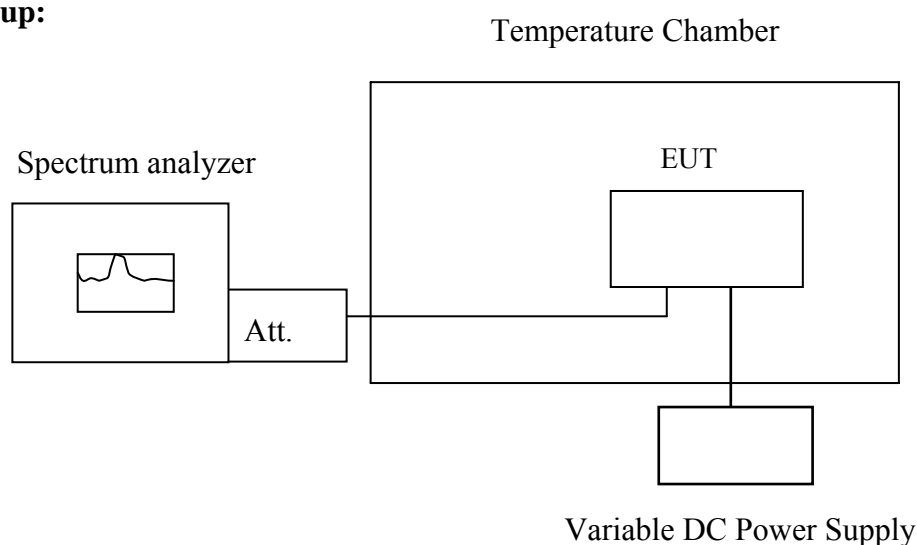 up:
Temperature Chamber
Spectrum analyzer
EUT
Att.
Variable DC Power Supply